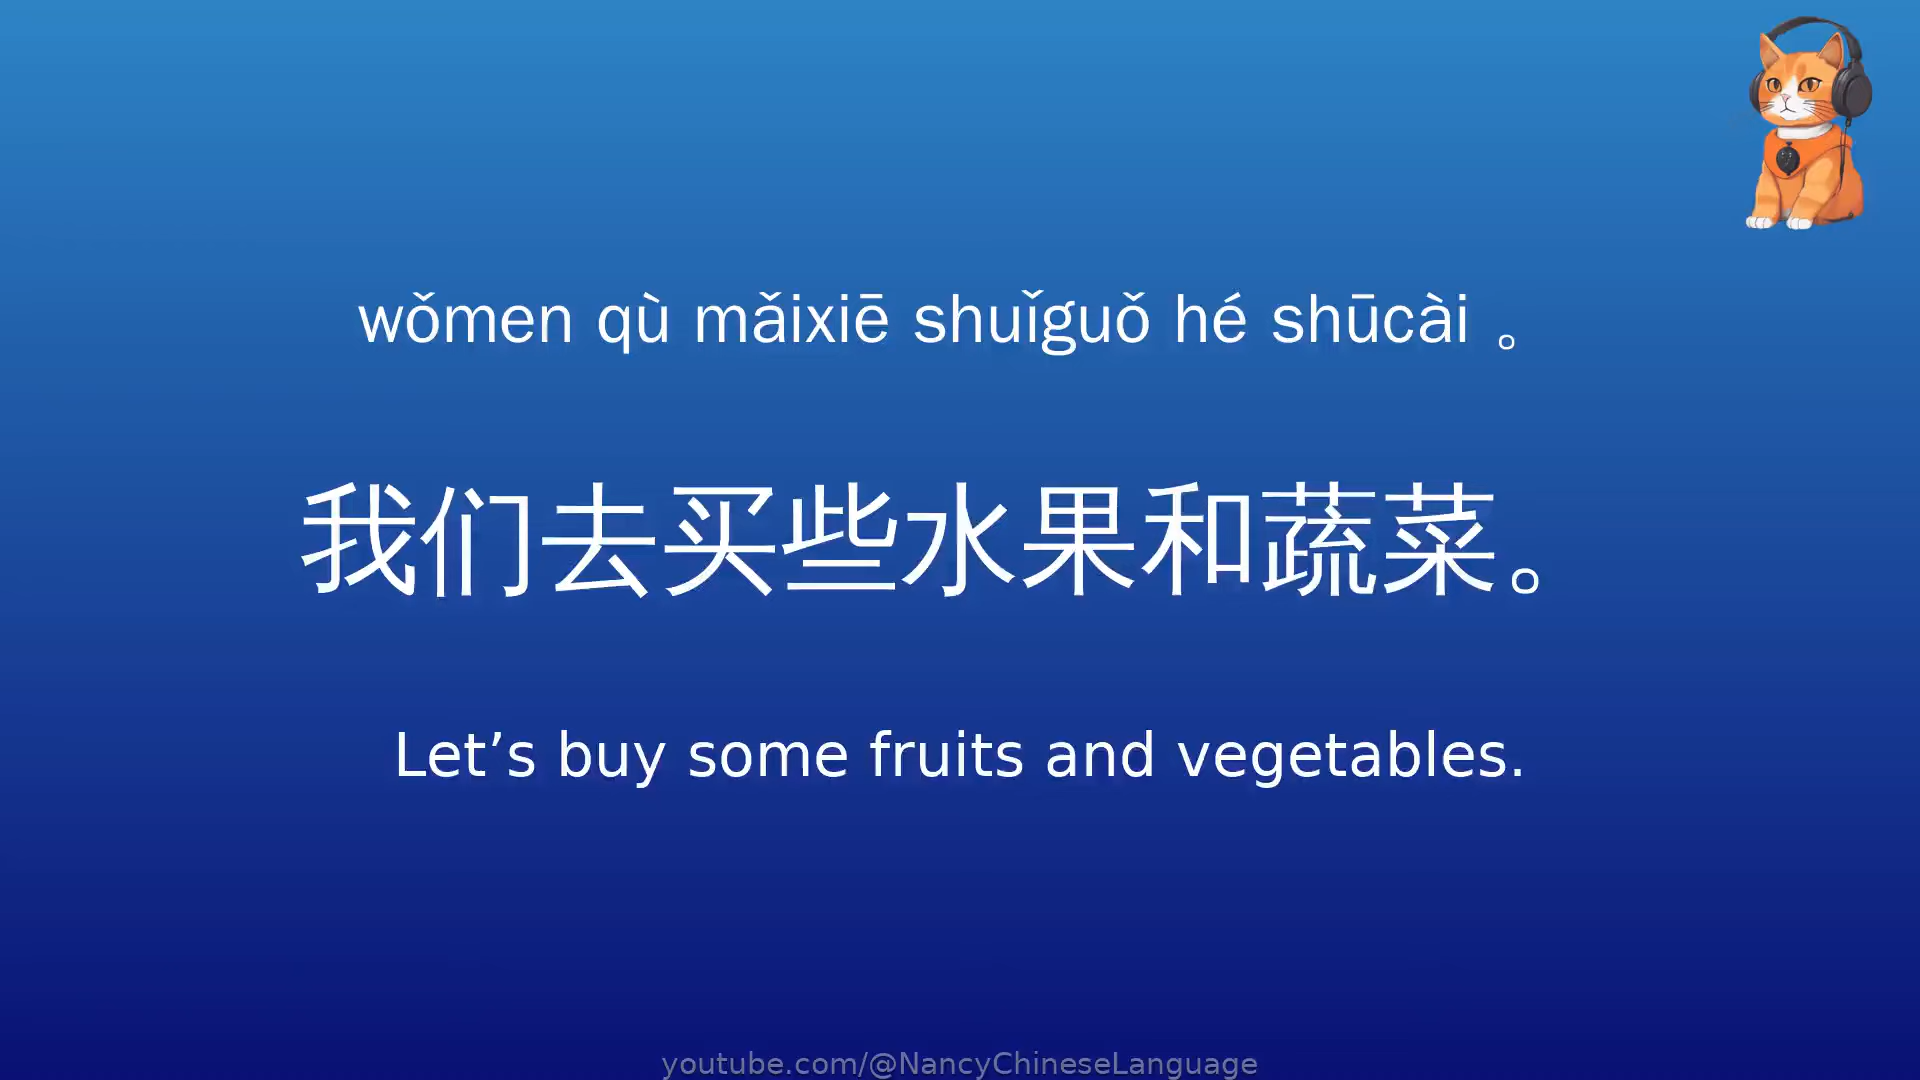 wǒmen qù mǎixiē shuǐguǒ hé shūcài 。
我们去买些水果和蔬菜。
Let’s buy some fruits and vegetables.
youtube.com/@NancyChineseLanguage